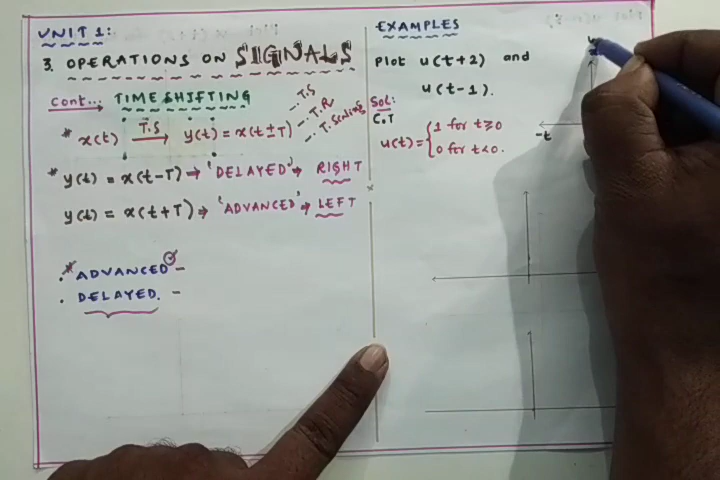 UNIT 1:
3. OPERATIONS ON SIGNALS
Cont... TIME SHIFTING
- T.S
- T.R
- T. Scaling
* x(t) T.S → y(t) = x(t±T)
* y(t) = x(t-T) → 'DELAYED' → RIGHT
y(t) = x(t+T) → 'ADVANCED' → LEFT
* ADVANCED -
. DELAYED. -
EXAMPLES
Plot u(t+2) and
u(t-1).
Sol:
C.T
u(t) = { 1 for t≥0
0 for t<0.
-t